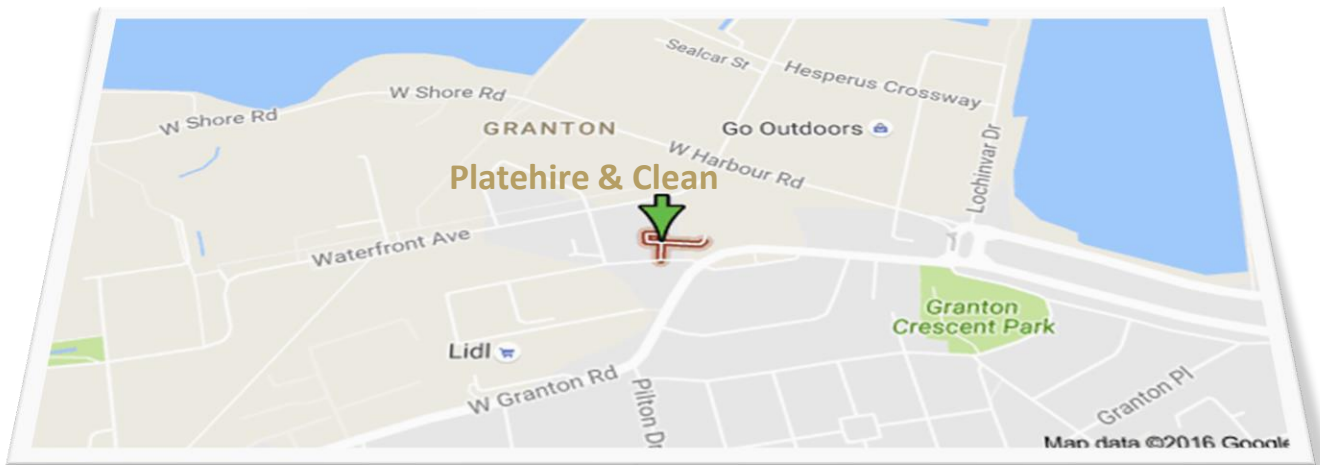 Sealcar St
Hesperus Crossway
W Shore Rd
W Shore Rd
GRANTON
Go Outdoors
W Harbour Rd
Lochinvar Dr
Platehire & Clean
Waterfront Ave
Granton
Crescent Park
Lidl
W Granton Rd
Pilton Dr
Granton Pl
Map data ©2016 Google